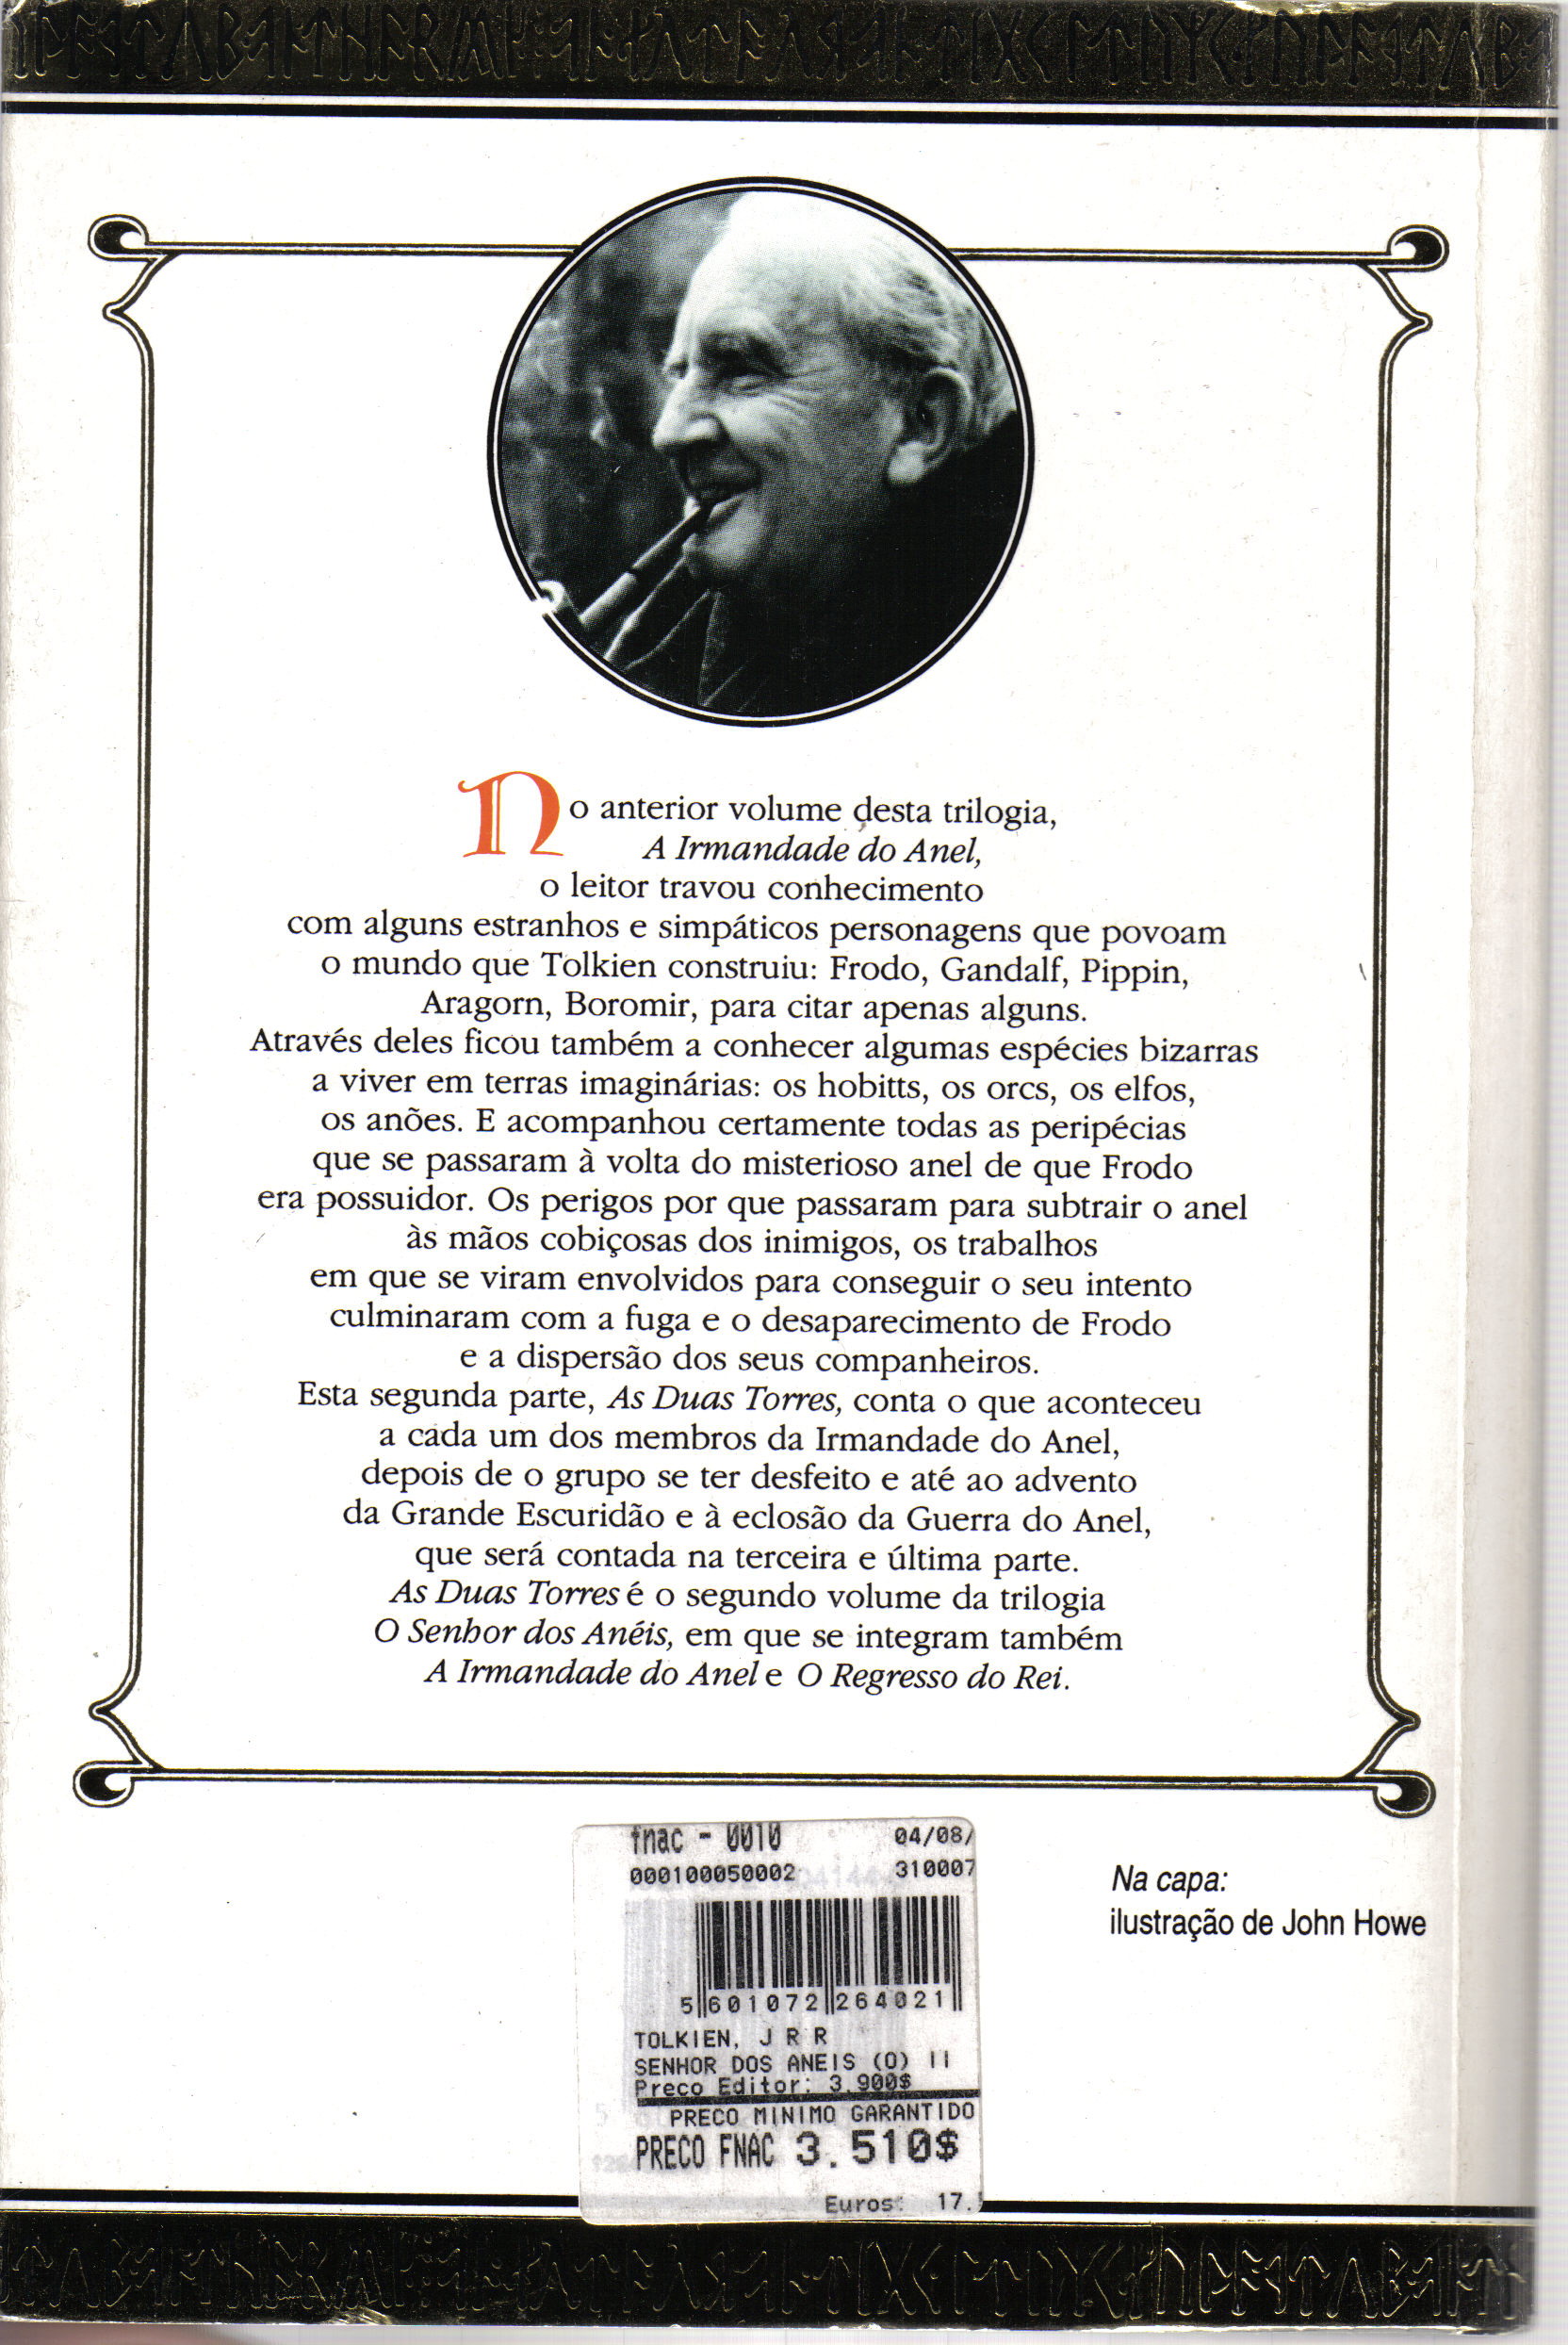 No anterior volume desta trilogia,
A Irmandade do Anel,
o leitor travou conhecimento
com alguns estranhos e simpáticos personagens que povoam
o mundo que Tolkien construiu: Frodo, Gandalf, Pippin,
Aragorn, Boromir, para citar apenas alguns.
Através deles ficou também a conhecer algumas espécies bizarras
a viver em terras imaginárias: os hobitts, os orcs, os elfos,
os anões. E acompanhou certamente todas as peripécias
que se passaram à volta do misterioso anel de que Frodo
era possuidor. Os perigos por que passaram para subtrair o anel
às mãos cobiçosas dos inimigos, os trabalhos
em que se viram envolvidos para conseguir o seu intento
culminaram com a fuga e o desaparecimento de Frodo
e a dispersão dos seus companheiros.
Esta segunda parte, As Duas Torres, conta o que aconteceu
a cada um dos membros da Irmandade do Anel,
depois de o grupo se ter desfeito e até ao advento
da Grande Escuridão e à eclosão da Guerra do Anel,
que será contada na terceira e última parte.
As Duas Torres é o segundo volume da trilogia
O Senhor dos Anéis, em que se integram também
A Irmandade do Anel e O Regresso do Rei.
fnac - 0010 04/08/
000100050002 310007
5 601072 264021
TOLKIEN, J R R
SENHOR DOS ANEIS (O) II
Preco Editor: 3.900$
PRECO MINIMO GARANTIDO
PRECO FNAC 3.510$
Euros: 17.
Na capa:
ilustração de John Howe